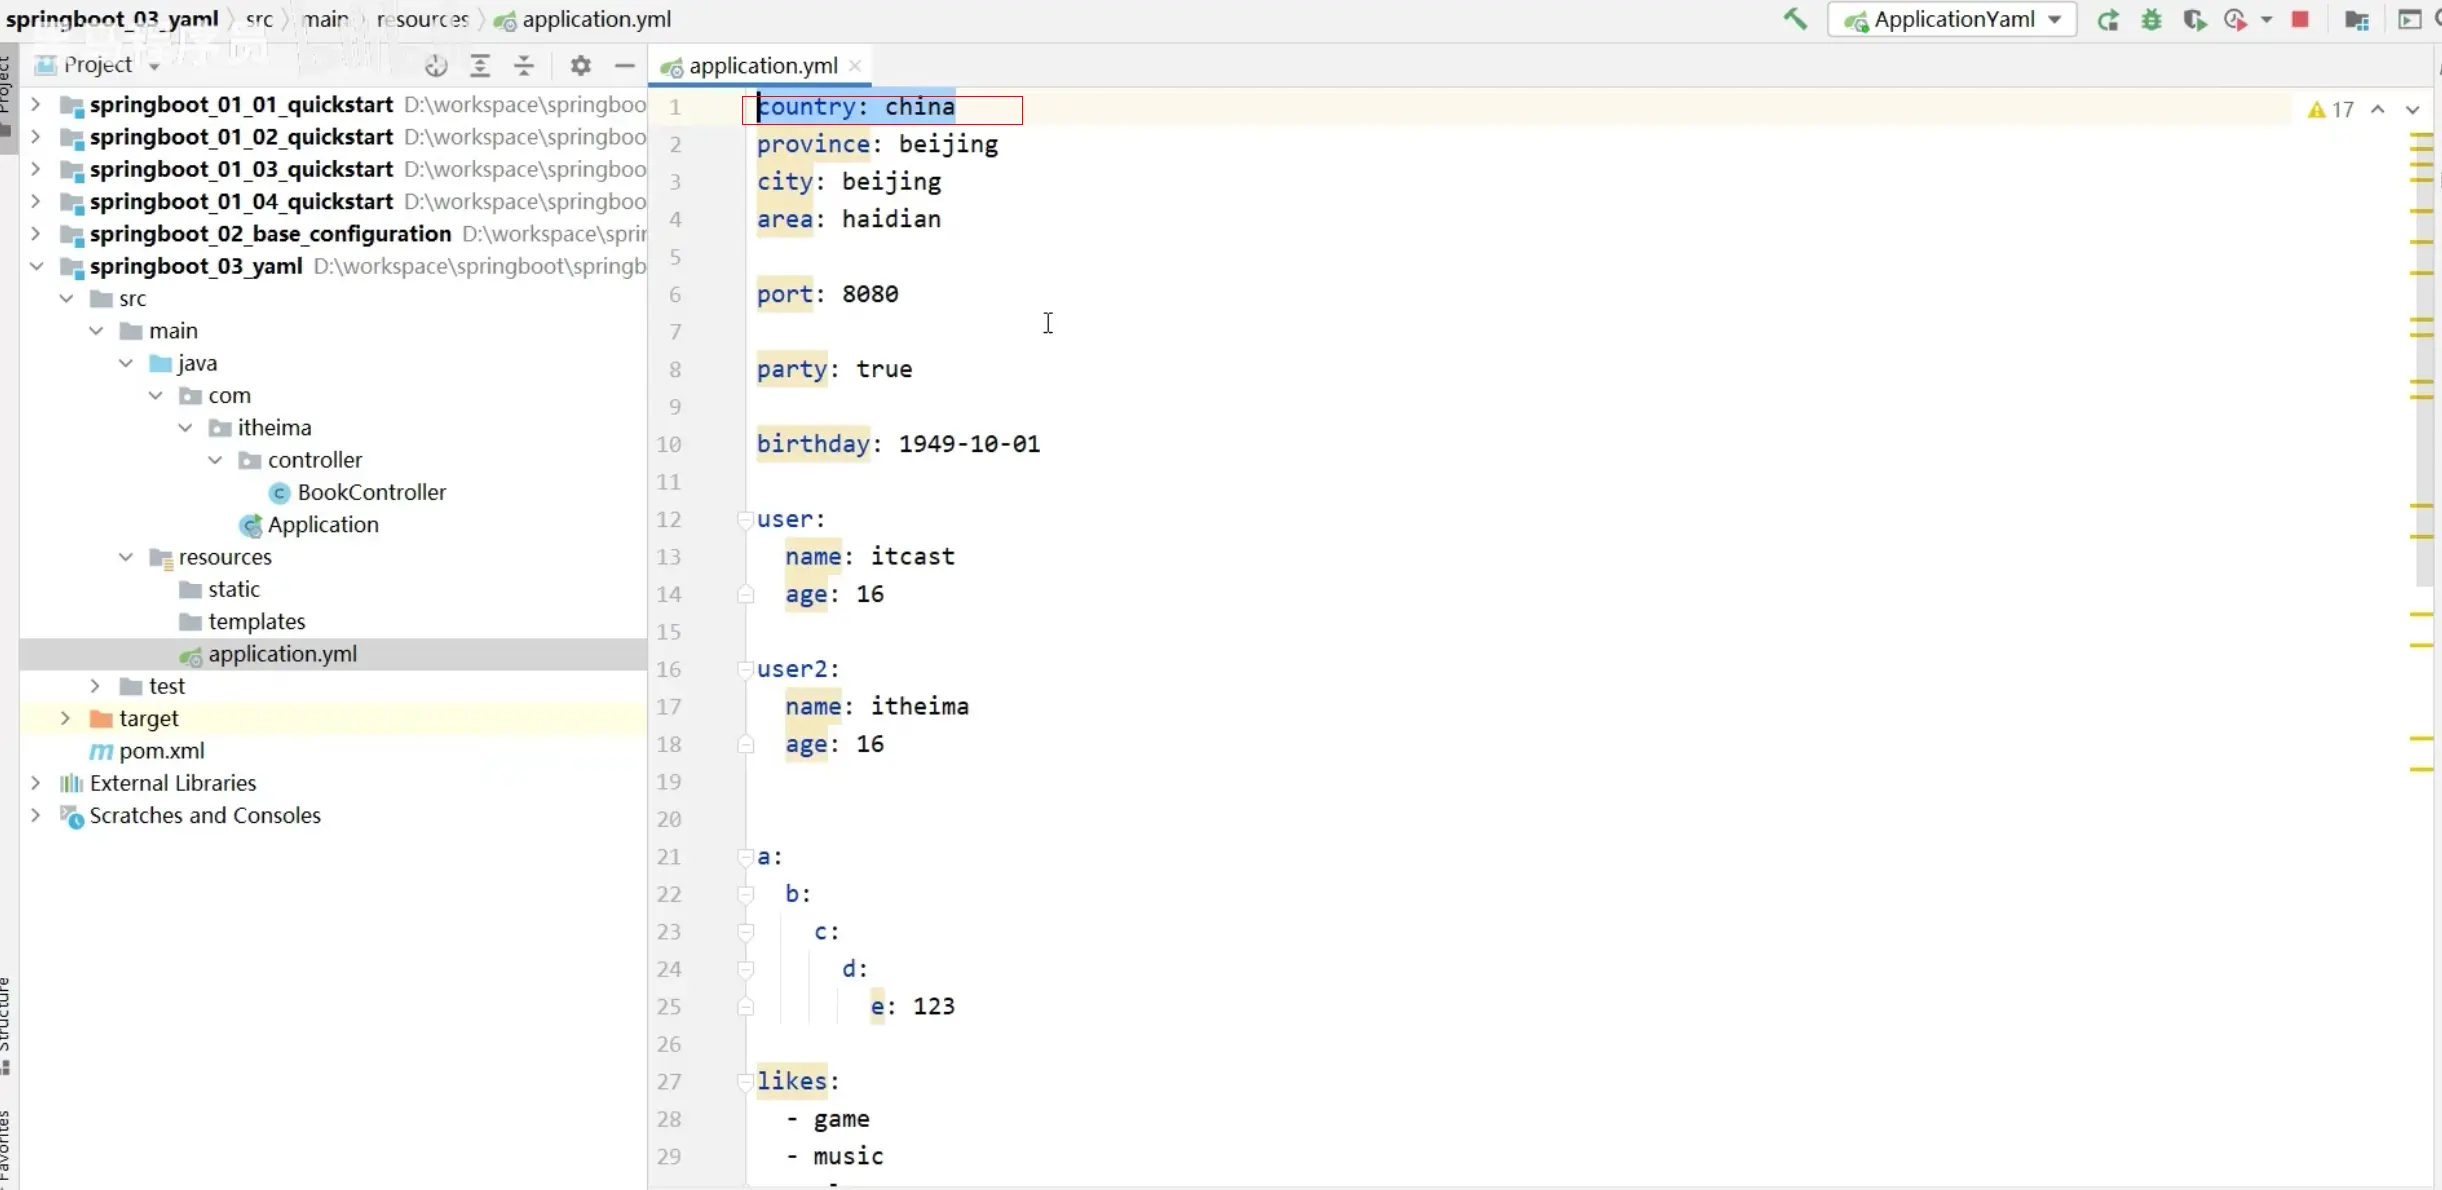 springboot_03_yaml src main resources application.yml
ApplicationYaml
Project
application.yml
Project
springboot_01_01_quickstart D:\workspace\springboo
springboot_01_02_quickstart D:\workspace\springboo
springboot_01_03_quickstart D:\workspace\springboo
springboot_01_04_quickstart D:\workspace\springboo
springboot_02_base_configuration D:\workspace\sprin
springboot_03_yaml D:\workspace\springboot\springb
src
main
java
com
itheima
controller
BookController
Application
resources
static
templates
application.yml
test
target
pom.xml
External Libraries
Scratches and Consoles
Structure
Favorites
17
1 country: china
2 province: beijing
3 city: beijing
4 area: haidian
5
6 port: 8080
7
8 party: true
9
10 birthday: 1949-10-01
11
12 user:
13 name: itcast
14 age: 16
15
16 user2:
17 name: itheima
18 age: 16
19
20
21 a:
22 b:
23 c:
24 d:
25 e: 123
26
27 likes:
28 - game
29 - music